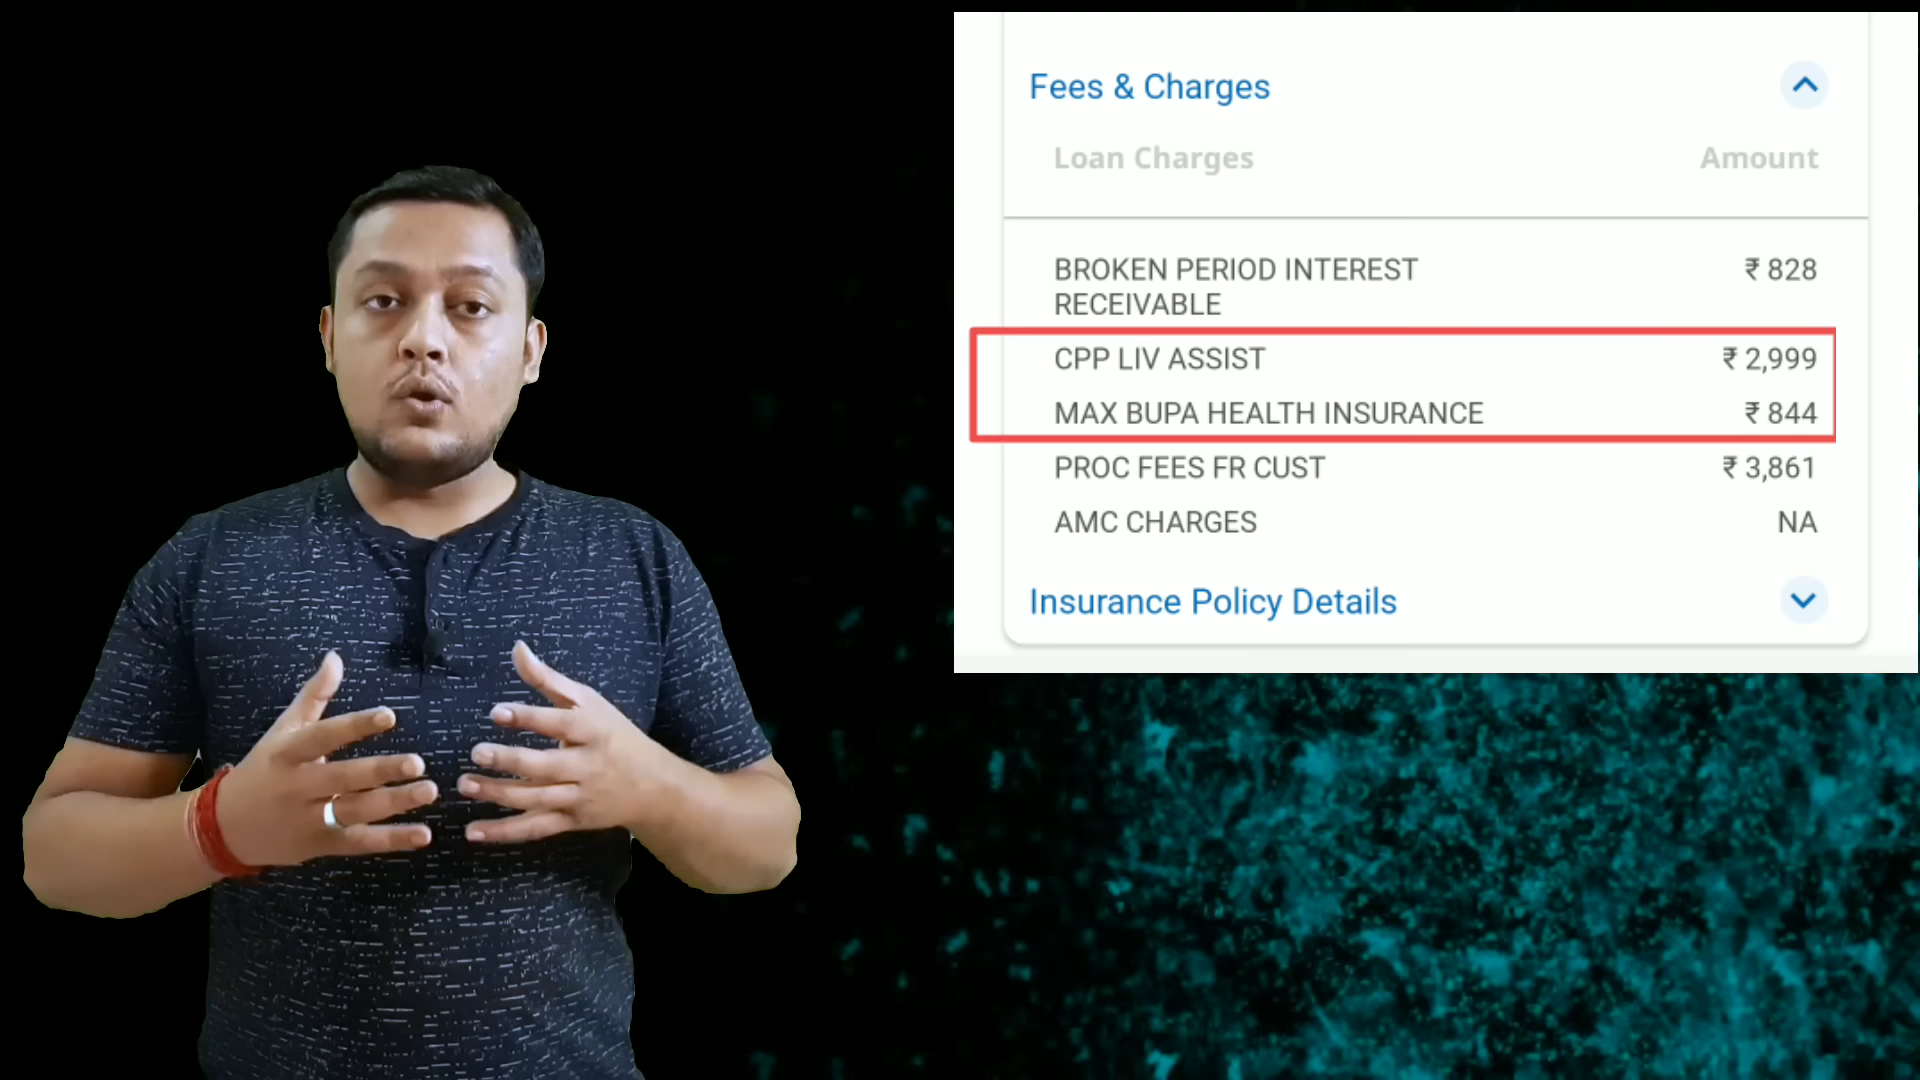 Fees & Charges
Loan Charges Amount
BROKEN PERIOD INTEREST ₹ 828
RECEIVABLE
CPP LIV ASSIST ₹ 2,999
MAX BUPA HEALTH INSURANCE ₹ 844
PROC FEES FR CUST ₹ 3,861
AMC CHARGES NA
Insurance Policy Details